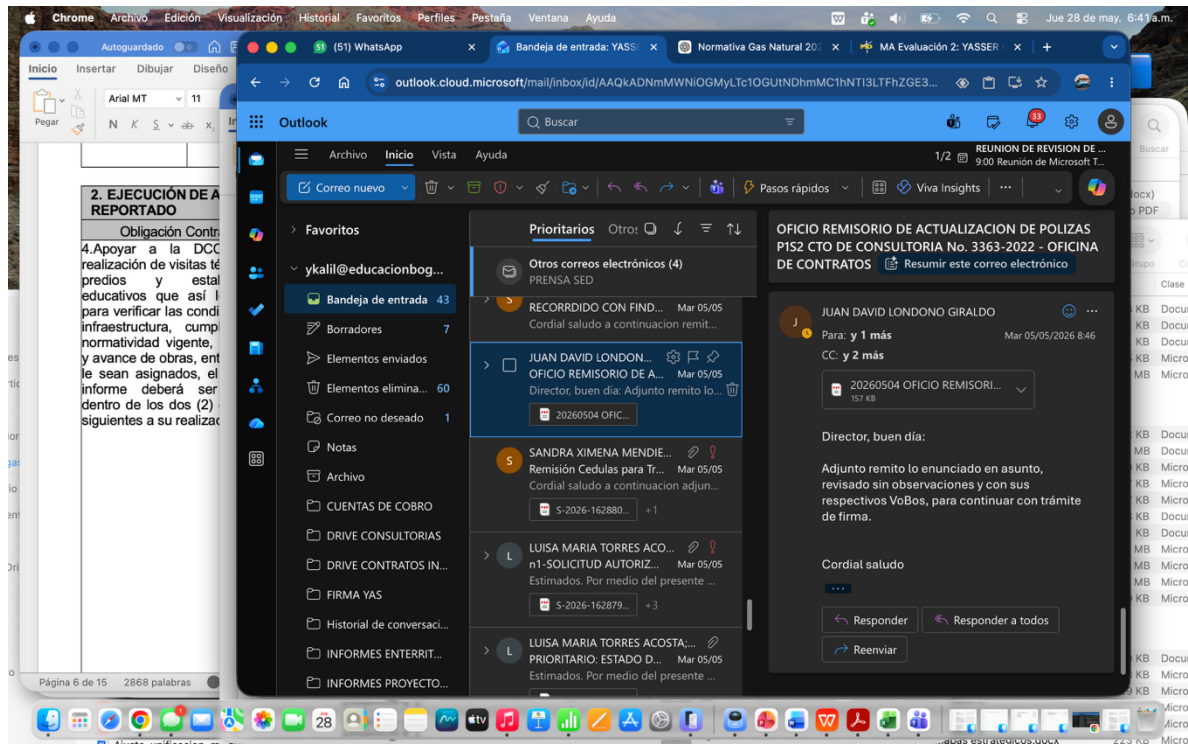 Chrome Archivo Edición Visualización Historial Favoritos Perfiles Pestaña Ventana Ayuda
Jue 28 de may. 6:41 a.m.
Autoguardado
(51) WhatsApp
Bandeja de entrada: YASS
Normativa Gas Natural 20
MA Evaluación 2: YASSER
Inicio Insertar Dibujar Diseño
outlook.cloud.microsoft/mail/inbox/id/AAQkADNmMWNiOGMyLTc1OGUtNDhmMC1hNTI3LTFhZGE3...
Arial MT 11
Pegar
N K S ab x
Outlook
Buscar
33
Archivo Inicio Vista Ayuda
1/2 REUNION DE REVISION DE ...
9:00 Reunión de Microsoft T...
Correo nuevo
Pasos rápidos
Viva Insights
2. EJECUCIÓN DE A
REPORTADO
Obligación Contr
4.Apoyar a la DCC
realización de visitas té
predios y estal
educativos que así l
para verificar las condi
infraestructura, cumpl
normatividad vigente,
y avance de obras, ent
le sean asignados, el
informe deberá ser
dentro de los dos (2)
siguientes a su realizac
Página 6 de 15 2868 palabras
Favoritos
ykalil@educacionbog...
Bandeja de entrada 43
Borradores 7
Elementos enviados
Elementos elimina... 60
Correo no deseado 1
Notas
Archivo
CUENTAS DE COBRO
DRIVE CONSULTORIAS
DRIVE CONTRATOS IN...
FIRMA YAS
Historial de conversaci...
INFORMES ENTERRIT...
INFORMES PROYECTO...
Prioritarios Otros
Otros correos electrónicos (4)
PRENSA SED
S
RECORRDIDO CON FIND... Mar 05/05
Cordial saludo a continuacion remit...
JUAN DAVID LONDON...
OFICIO REMISORIO DE A... Mar 05/05
Director, buen día: Adjunto remito lo...
20260504 OFIC...
S
SANDRA XIMENA MENDIE...
Remisión Cedulas para Tr... Mar 05/05
Cordial saludo a continuacion adjun...
S-2026-162880... +1
L
LUISA MARIA TORRES ACO...
n1-SOLICITUD AUTORIZ... Mar 05/05
Estimados. Por medio del presente ...
S-2026-162879... +3
L
LUISA MARIA TORRES ACOSTA;...
PRIORITARIO: ESTADO D... Mar 05/05
Estimados. Por medio del presente ...
OFICIO REMISORIO DE ACTUALIZACION DE POLIZAS
P1S2 CTO DE CONSULTORIA No. 3363-2022 - OFICINA
DE CONTRATOS Resumir este correo electrónico
J
JUAN DAVID LONDONO GIRALDO
Para: y 1 más Mar 05/05/2026 8:46
CC: y 2 más
20260504 OFICIO REMISORI...
157 KB
Director, buen día:
Adjunto remito lo enunciado en asunto,
revisado sin observaciones y con sus
respectivos VoBos, para continuar con trámite
de firma.
Cordial saludo
Responder
Responder a todos
Reenviar
Buscar
Clase
28
tv